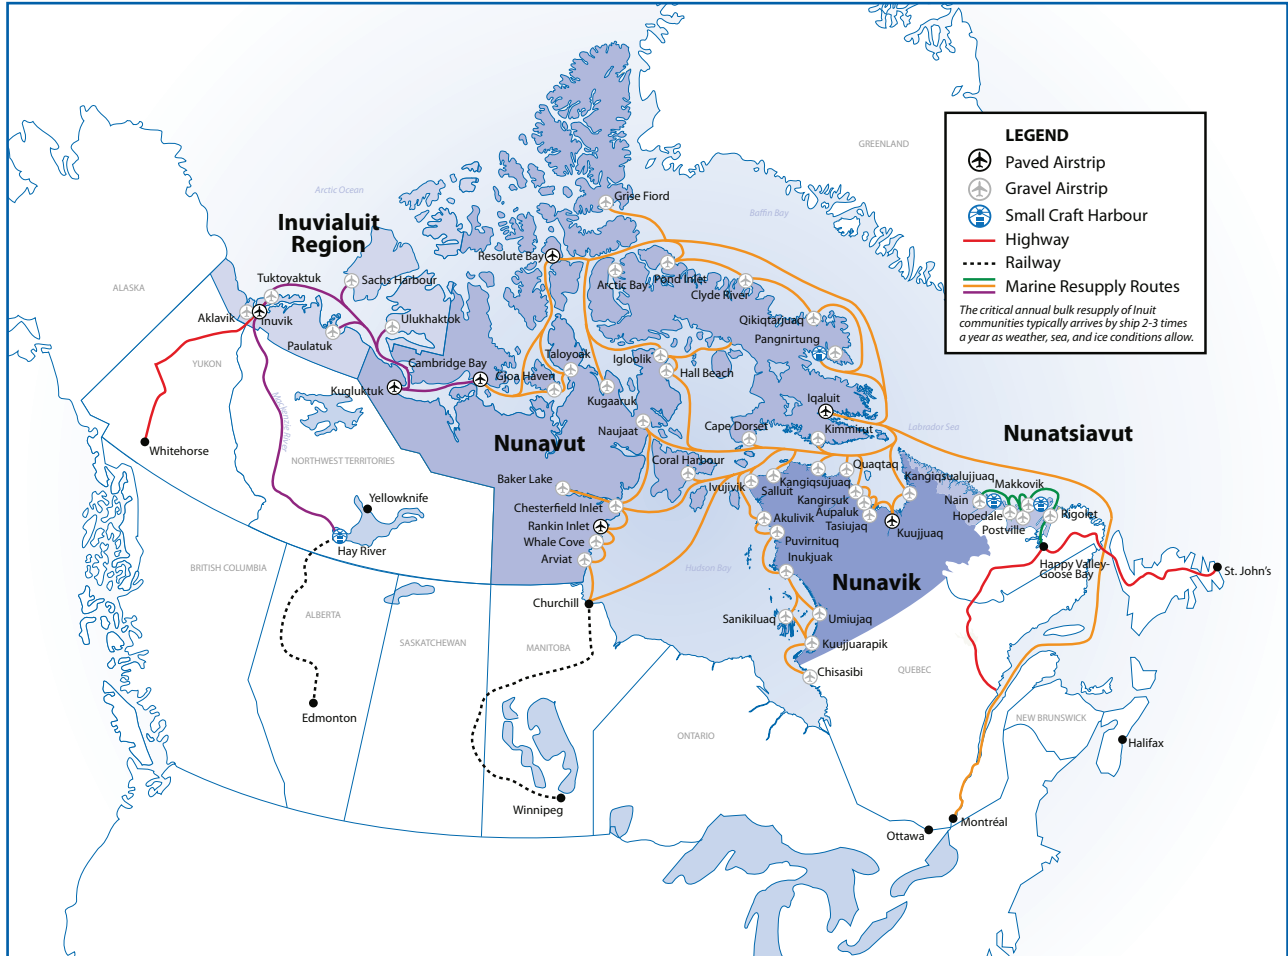 LEGEND
Paved Airstrip
Gravel Airstrip
Small Craft Harbour
Highway
Railway
Marine Resupply Routes
The critical annual bulk resupply of Inuit
communities typically arrives by ship 2-3 times
a year as weather, sea, and ice conditions allow.
GREENLAND
Arctic Ocean
Baffin Bay
Grise Fiord
Inuvialuit
Region
Resolute Bay
Tuktoyaktuk
Sachs Harbour
Arctic Bay
Pond Inlet
Clyde River
ALASKA
Aklavik
Inuvik
Ulukhaktok
Qikiqtarjuaq
Paulatuk
Pangnirtung
YUKON
Cambridge Bay
Taloyoak
Igloolik
Gjoa Haven
Hall Beach
Kugluktuk
Kugaaruk
Iqaluit
Mckenzie River
Naujaat
Cape Dorset
Kimmirut
Labrador Sea
Nunatsiavut
Whitehorse
Nunavut
NORTHWEST TERRITORIES
Coral Harbour
Quaqtaq
Kangiqsualujjuaq
Baker Lake
Ivujivik
Salluit
Kangiqsujuaq
Makkovik
Yellowknife
Chesterfield Inlet
Kangirsuk
Nain
Rankin Inlet
Akulivik
Aupaluk
Hopedale
Rigolet
Whale Cove
Puvirnituq
Tasiujaq
Kuujjuaq
Postville
Hay River
Arviat
Inukjuak
Happy Valley-
Goose Bay
St. John's
BRITISH COLUMBIA
Hudson Bay
Nunavik
Churchill
ALBERTA
Sanikiluaq
Umiujaq
SASKATCHEWAN
MANITOBA
Kuujjuarapik
Chisasibi
QUEBEC
Edmonton
NEW BRUNSWICK
ONTARIO
Halifax
Winnipeg
Montréal
Ottawa